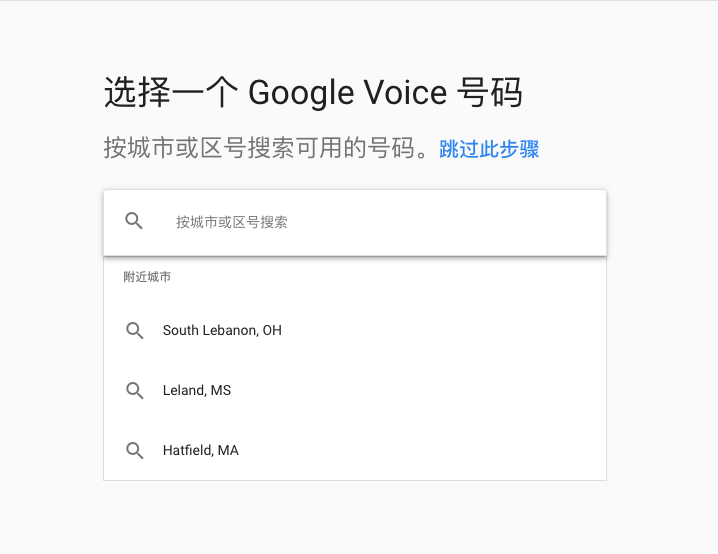 选择一个 Google Voice 号码
按城市或区号搜索可用的号码。跳过此步骤
按城市或区号搜索
附近城市
South Lebanon, OH
Leland, MS
Hatfield, MA